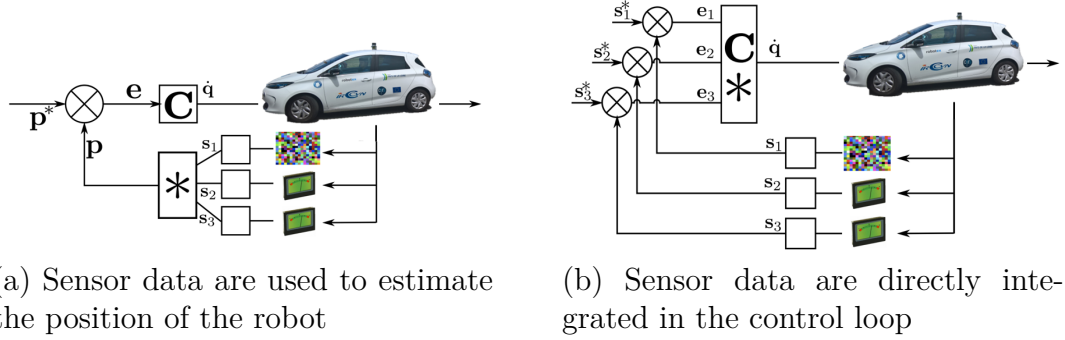 p*
e
C
q̇
p
*
s₁
s₂
s₃
(a) Sensor data are used to estimate
the position of the robot
s₁*
s₂*
s₃*
e₁
e₂
e₃
C
*
q̇
s₁
s₂
s₃
(b) Sensor data are directly inte-
grated in the control loop